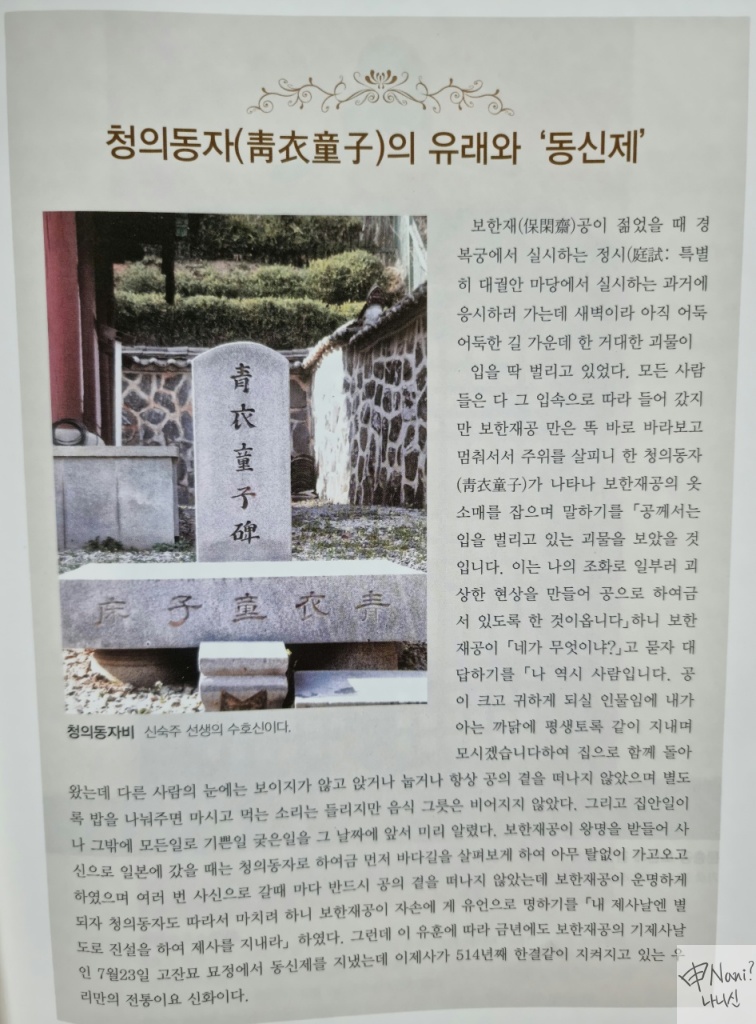 청의동자(靑衣童子)의 유래와 '동신제'
靑衣童子碑
靑衣童子床
청의동자비 신숙주 선생의 수호신이다.
보한재(保閑齋)공이 젊었을 때 경
복궁에서 실시하는 정시(庭試: 특별
히 대궐안 마당에서 실시하는 과거에
응시하러 가는데 새벽이라 아직 어둑
어둑한 길 가운데 한 거대한 괴물이
입을 딱 벌리고 있었다. 모든 사람
들은 다 그 입속으로 따라 들어 갔지
만 보한재공 만은 똑 바로 바라보고
멈춰서서 주위를 살피니 한 청의동자
(靑衣童子)가 나타나 보한재공의 옷
소매를 잡으며 말하기를 「공께서는
입을 벌리고 있는 괴물을 보았을 것
입니다. 이는 나의 조화로 일부러 괴
상한 현상을 만들어 공으로 하여금
서 있도록 한 것이옵니다」하니 보한
재공이 「네가 무엇이냐?」고 묻자 대
답하기를 「나 역시 사람입니다. 공
이 크고 귀하게 되실 인물임에 내가
아는 까닭에 평생토록 같이 지내며
모시겠습니다하여 집으로 함께 돌아
왔는데 다른 사람의 눈에는 보이지가 않고 앉거나 눕거나 항상 공의 곁을 떠나지 않았으며 별도
록 밥을 나눠주면 마시고 먹는 소리는 들리지만 음식 그릇은 비어지지 않았다. 그리고 집안일이
나 그밖에 모든일로 기쁜일 궂은일을 그 날짜에 앞서 미리 알렸다. 보한재공이 왕명을 받들어 사
신으로 일본에 갔을 때는 청의동자로 하여금 먼저 바다길을 살펴보게 하여 아무 탈없이 가고오고
하였으며 여러 번 사신으로 갈때 마다 반드시 공의 곁을 떠나지 않았는데 보한재공이 운명하게
되자 청의동자도 따라서 마치려 하니 보한재공이 자손에 게 유언으로 명하기를 「내 제사날엔 별
도로 진설을 하여 제사를 지내라」 하였다. 그런데 이 유훈에 따라 금년에도 보한재공의 기제사날
인 7월23일 고잔묘 묘정에서 동신제를 지냈는데 이제사가 514년째 한결같이 지켜지고 있는 우
리만의 전통이요 신화이다.
申Nani?
나니신